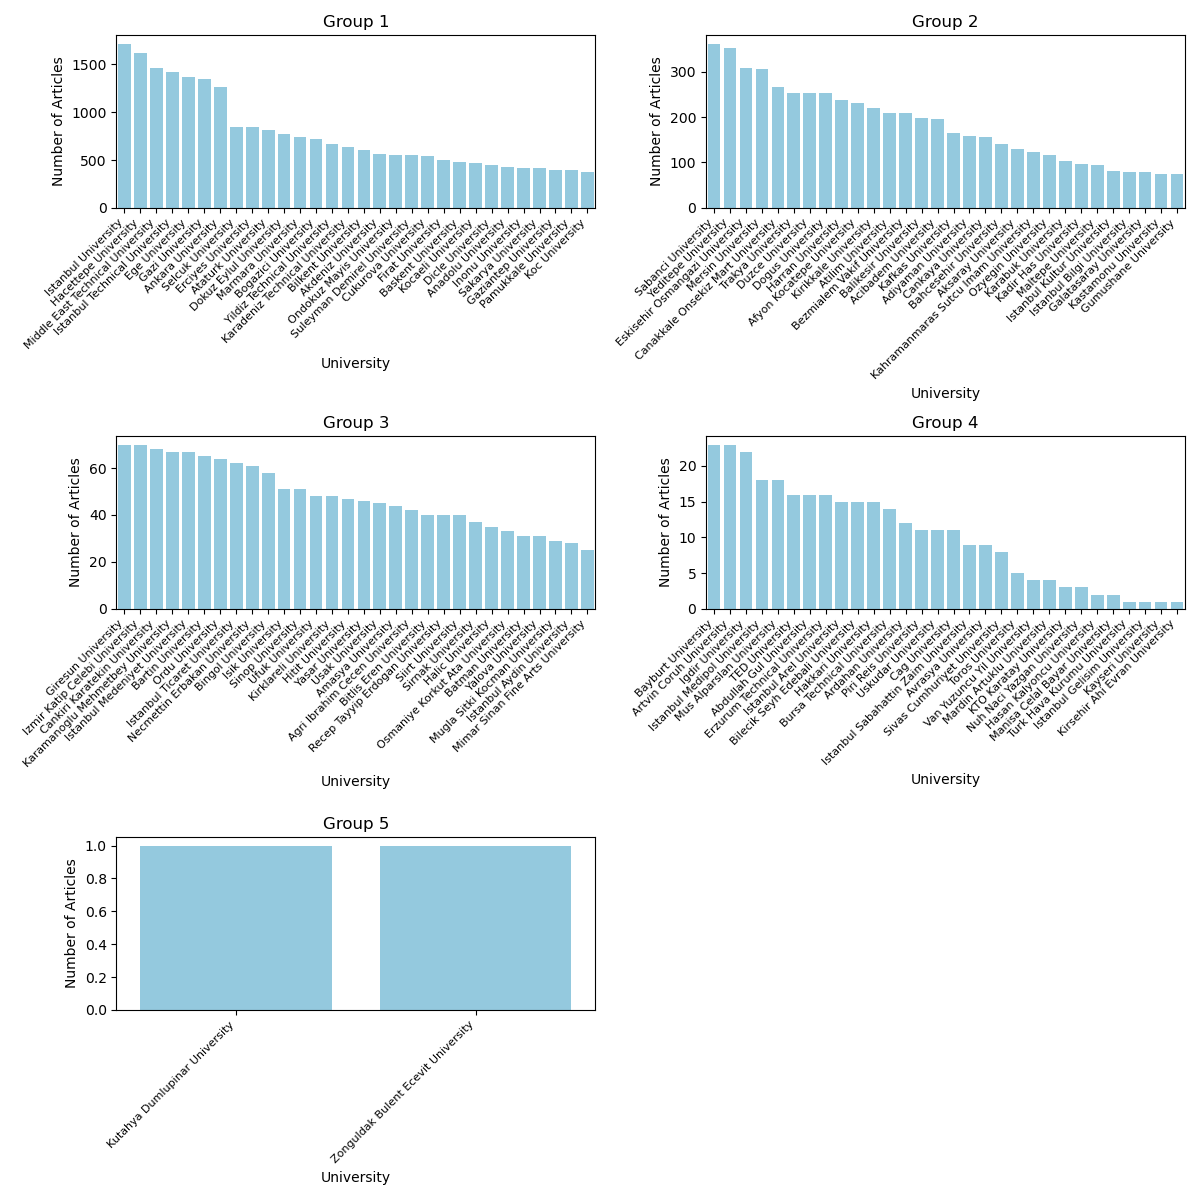 Group 1
Number of Articles
1500
1000
500
0
Istanbul University
Hacettepe University
Middle East Technical University
Istanbul Technical University
Ege University
Gazi University
Ankara University
Selcuk University
Erciyes University
Ataturk University
Dokuz Eylul University
Marmara University
Bogazici University
Yildiz Technical University
Karadeniz Technical University
Bilkent University
Akdeniz University
Ondokuz Mayis University
Suleyman Demirel University
Cukurova University
Firat University
Baskent University
Kocaeli University
Dicle University
Anadolu University
Inonu University
Sakarya University
Gaziantep University
Pamukkale University
Koc University
University
Group 2
Number of Articles
300
200
100
0
Sabanci University
Yeditepe University
Eskisehir Osmangazi University
Mersin University
Canakkale Onsekiz Mart University
Trakya University
Duzce University
Dogus University
Harran University
Afyon Kocatepe University
Kirikkale University
Atilim University
Bezmialem Vakif University
Balikesir University
Acibadem University
Kafkas University
Adiyaman University
Cankaya University
Bahcesehir University
Aksaray University
Kahramanmaras Sutcu Imam University
Ozyegin University
Karabuk University
Kadir Has University
Maltepe University
Istanbul Kultur University
Istanbul Bilgi University
Galatasaray University
Kastamonu University
Gumushane University
University
Group 3
Number of Articles
60
40
20
0
Giresun University
Izmir Katip Celebi University
Cankiri Karatekin University
Karamanoglu Mehmetbey University
Istanbul Medeniyet University
Bartin University
Ordu University
Istanbul Ticaret University
Necmettin Erbakan University
Bingol University
Isik University
Sinop University
Ufuk University
Kirklareli University
Hitit University
Yasar University
Usak University
Amasya University
Agri Ibrahim Cecen University
Bitlis Eren University
Recep Tayyip Erdogan University
Siirt University
Sirnak University
Halic University
Osmaniye Korkut Ata University
Batman University
Yalova University
Mugla Sitki Kocman University
Istanbul Aydin University
Mimar Sinan Fine Arts University
University
Group 4
Number of Articles
20
15
10
5
0
Bayburt University
Artvin Coruh University
Igdir University
Istanbul Medipol University
Mus Alparslan University
TED University
Abdullah Gul University
Erzurum Technical University
Istanbul Arel University
Bilecik Seyh Edebali University
Hakkari University
Bursa Technical University
Ardahan University
Piri Reis University
Uskudar University
Cag University
Istanbul Sabahattin Zaim University
Avrasya University
Sivas Cumhuriyet University
Toros University
Van Yuzuncu Yil University
Mardin Artuklu University
KTO Karatay University
Nuh Naci Yazgan University
Hasan Kalyoncu University
Manisa Celal Bayar University
Turk Hava Kurumu University
Istanbul Gelisim University
Kayseri University
Kirsehir Ahi Evran University
University
Group 5
Number of Articles
1.0
0.8
0.6
0.4
0.2
0.0
Kutahya Dumlupinar University
Zonguldak Bulent Ecevit University
University